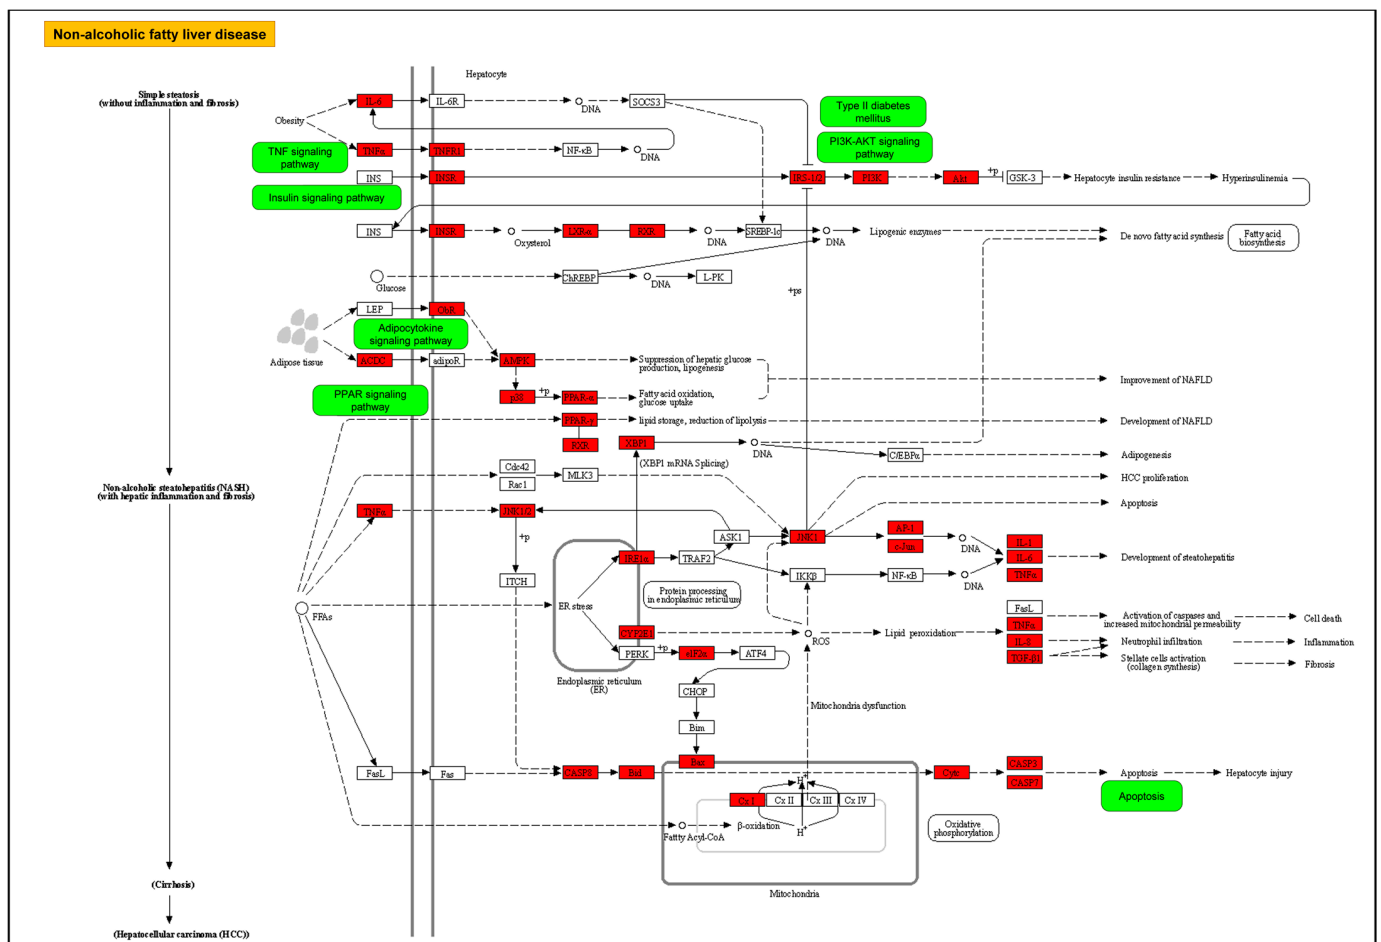 Non-alcoholic fatty liver disease
Hepatocyte
Simple steatosis
(without inflammation and fibrosis)
IL-6
IL-6R
DNA
SOCS3
Type II diabetes
mellitus
Obesity
TNF signaling
pathway
TNFα
TNFR1
NF-κB
DNA
PI3K-AKT signaling
pathway
INS
INSR
IRS-1/2
PI3K
Akt
+p
GSK-3
Hepatocyte insulin resistance
Hyperinsulinemia
Insulin signaling pathway
INS
INSR
Oxysterol
LXR-α
RXR
DNA
SREBP-1c
DNA
Lipogenic enzymes
De novo fatty acid synthesis
Fatty acid
biosynthesis
Glucose
ChREBP
DNA
L-PK
+ps
LEP
ObR
Adipocytokine
signaling pathway
Adipose tissue
ACDC
adipoR
AMPK
Suppression of hepatic glucose
production, lipogenesis
Improvement of NAFLD
PPAR signaling
pathway
p38
+p
PPAR-α
Fatty acid oxidation,
glucose uptake
PPAR-γ
lipid storage, reduction of lipolysis
Development of NAFLD
RXR
XBP1
DNA
C/EBPα
Adipogenesis
(XBP1 mRNA Splicing)
Cdc42
Rac1
MLK3
HCC proliferation
Non-alcoholic steatohepatitis (NASH)
(with hepatic inflammation and fibrosis)
Apoptosis
TNFα
JNK1/2
+p
ASK1
JNK1
AP-1
c-Jun
DNA
IL-1
IL-6
TNFα
Development of steatohepatitis
IRE1α
TRAF2
IKKβ
NF-κB
DNA
ITCH
Protein processing
in endoplasmic reticulum
FFAs
ER stress
FasL
TNFα
IL-8
TGF-β1
Activation of caspases and
increased mitochondrial permeability
Cell death
CYP2E1
ROS
Lipid peroxidation
Neutrophil infiltration
Inflammation
PERK
+p
eIF2α
ATF4
Stellate cells activation
(collagen synthesis)
Fibrosis
Endoplasmic reticulum
(ER)
CHOP
Mitochondria dysfunction
Bim
Bax
FasL
Fas
CASP8
Bid
Cytc
CASP3
CASP7
Apoptosis
Hepatocyte injury
H+
Cx I
Cx II
Cx III
Cx IV
Apoptosis
Fattty Acyl-CoA
β-oxidation
H+
Oxidative
phosphorylation
(Cirrhosis)
Mitochondria
(Hepatocellular carcinoma (HCC))